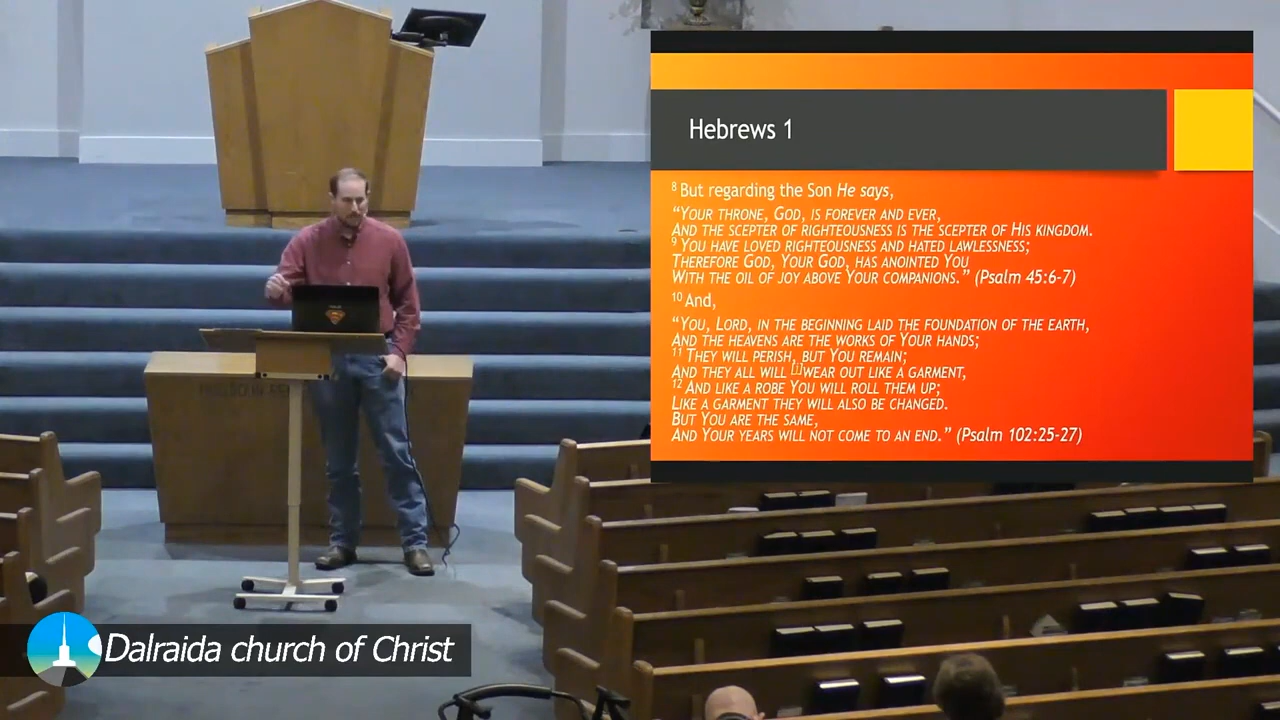 Hebrews 1
8 But regarding the Son He says,
“YOUR THRONE, GOD, IS FOREVER AND EVER,
AND THE SCEPTER OF RIGHTEOUSNESS IS THE SCEPTER OF HIS KINGDOM.
9 YOU HAVE LOVED RIGHTEOUSNESS AND HATED LAWLESSNESS;
THEREFORE GOD, YOUR GOD, HAS ANOINTED YOU
WITH THE OIL OF JOY ABOVE YOUR COMPANIONS.” (Psalm 45:6-7)
10 And,
“YOU, LORD, IN THE BEGINNING LAID THE FOUNDATION OF THE EARTH,
AND THE HEAVENS ARE THE WORKS OF YOUR HANDS;
11 THEY WILL PERISH, BUT YOU REMAIN;
AND THEY ALL WILL [j]WEAR OUT LIKE A GARMENT,
12 AND LIKE A ROBE YOU WILL ROLL THEM UP;
LIKE A GARMENT THEY WILL ALSO BE CHANGED.
BUT YOU ARE THE SAME,
AND YOUR YEARS WILL NOT COME TO AN END.” (Psalm 102:25-27)
Dalraida church of Christ